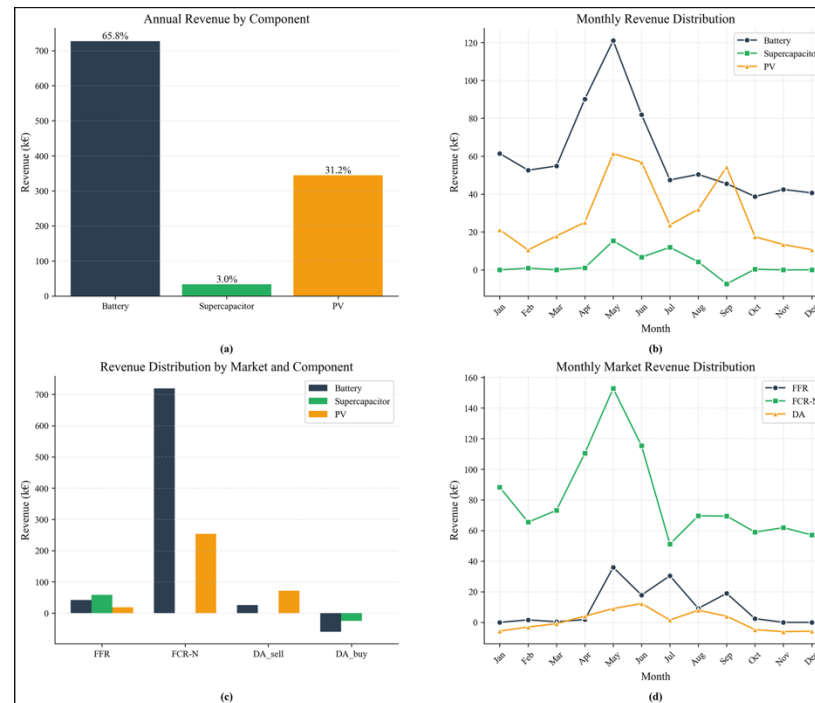 Annual Revenue by Component
65.8%
3.0%
31.2%
700
600
500
400
300
200
100
0
Revenue (k€)
Battery Supercapacitor PV
(a)
Monthly Revenue Distribution
Battery
Supercapacitor
PV
120
100
80
60
40
20
0
Revenue (k€)
Jan Feb Mar Apr May Jun Jul Aug Sep Oct Nov Dec
Month
(b)
Revenue Distribution by Market and Component
Battery
Supercapacitor
PV
700
600
500
400
300
200
100
0
Revenue (k€)
FFR FCR-N DA_sell DA_buy
(c)
Monthly Market Revenue Distribution
FFR
FCR-N
DA
160
140
120
100
80
60
40
20
0
Revenue (k€)
Jan Feb Mar Apr May Jun Jul Aug Sep Oct Nov Dec
Month
(d)